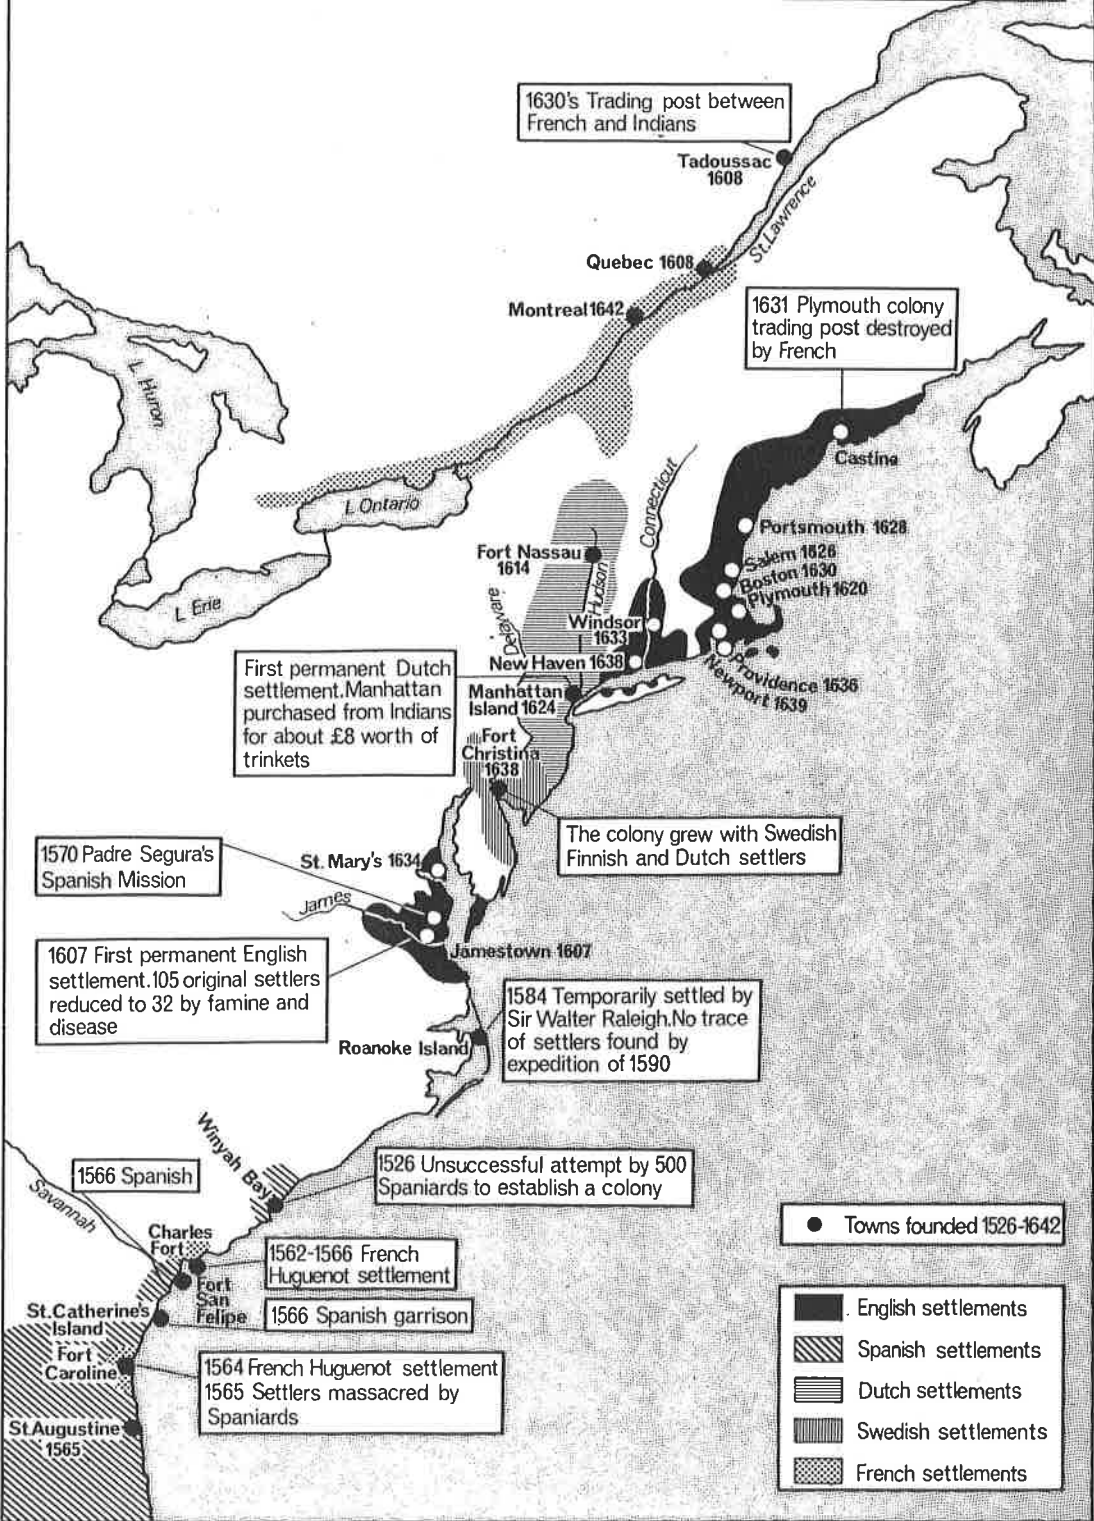 1630's Trading post between
French and Indians
Tadoussac
1608
St. Lawrence
Quebec 1608
Montreal 1642
1631 Plymouth colony
trading post destroyed
by French
L Huron
Castine
L Ontario
Connecticut
Portsmouth 1628
Fort Nassau
1614
Salem 1626
Boston 1630
Plymouth 1620
L Erie
Delaware
Hudson
Windsor
1633
New Haven 1638
Providence 1636
Newport 1639
First permanent Dutch
settlement. Manhattan
purchased from Indians
for about £8 worth of
trinkets
Manhattan
Island 1624
Fort
Christina
1638
The colony grew with Swedish
Finnish and Dutch settlers
1570 Padre Segura's
Spanish Mission
St. Mary's 1634
James
Jamestown 1607
1607 First permanent English
settlement. 105 original settlers
reduced to 32 by famine and
disease
1584 Temporarily settled by
Sir Walter Raleigh. No trace
of settlers found by
expedition of 1590
Roanoke Island
Winyah Bay
1526 Unsuccessful attempt by 500
Spaniards to establish a colony
1566 Spanish
Savannah
Charles
Fort
1562-1566 French
Huguenot settlement
Fort
San
Felipe
St. Catherine's
Island
1566 Spanish garrison
Fort
Caroline
1564 French Huguenot settlement
1565 Settlers massacred by
Spaniards
St Augustine
1565
Towns founded 1526-1642
English settlements
Spanish settlements
Dutch settlements
Swedish settlements
French settlements